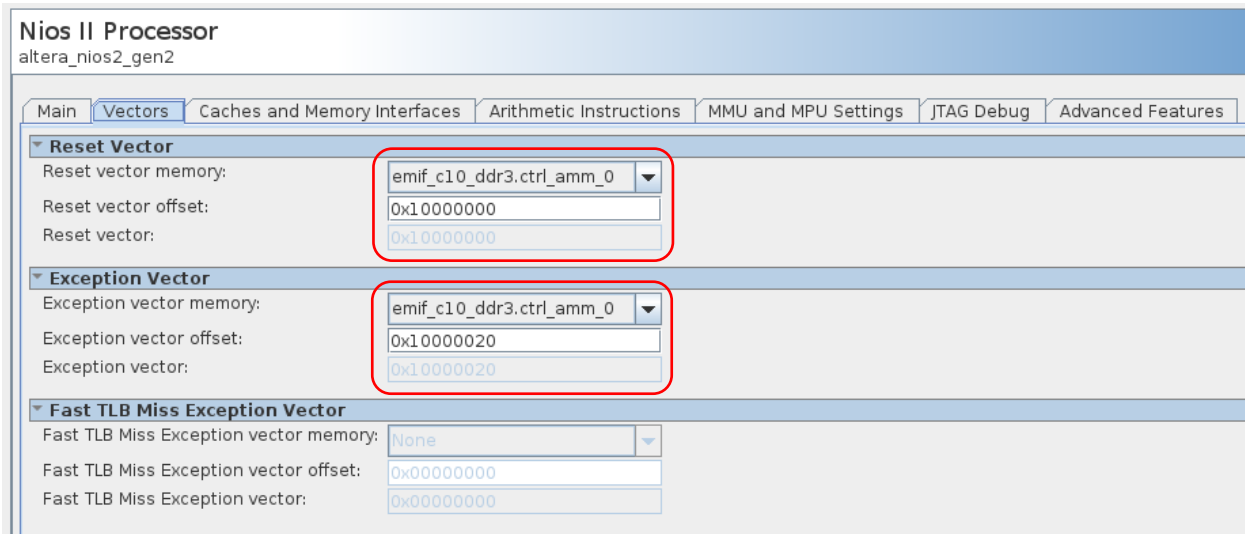 Nios II Processor
altera_nios2_gen2
Main Vectors Caches and Memory Interfaces Arithmetic Instructions MMU and MPU Settings JTAG Debug Advanced Features
Reset Vector
Reset vector memory: emif_c10_ddr3.ctrl_amm_0
Reset vector offset: 0x10000000
Reset vector: 0x10000000
Exception Vector
Exception vector memory: emif_c10_ddr3.ctrl_amm_0
Exception vector offset: 0x10000020
Exception vector: 0x10000020
Fast TLB Miss Exception Vector
Fast TLB Miss Exception vector memory: None
Fast TLB Miss Exception vector offset: 0x00000000
Fast TLB Miss Exception vector: 0x00000000